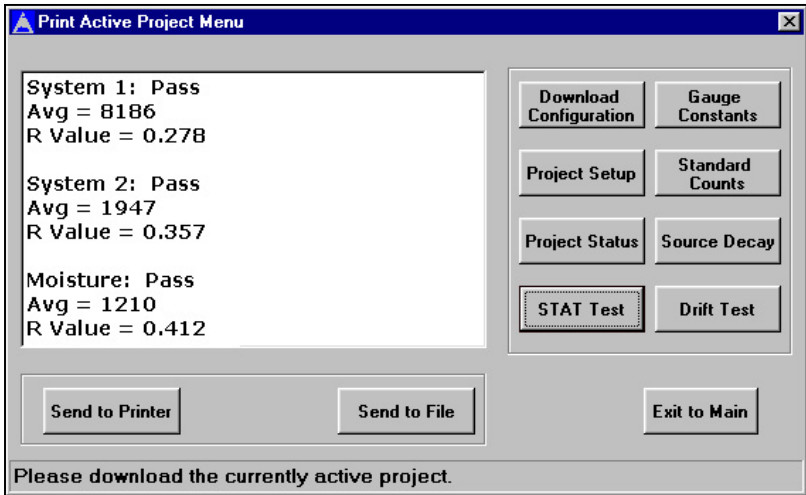 Print Active Project Menu
System 1: Pass
Avg = 8186
R Value = 0.278
System 2: Pass
Avg = 1947
R Value = 0.357
Moisture: Pass
Avg = 1210
R Value = 0.412
Download
Configuration
Gauge
Constants
Project Setup
Standard
Counts
Project Status
Source Decay
STAT Test
Drift Test
Send to Printer
Send to File
Exit to Main
Please download the currently active project.